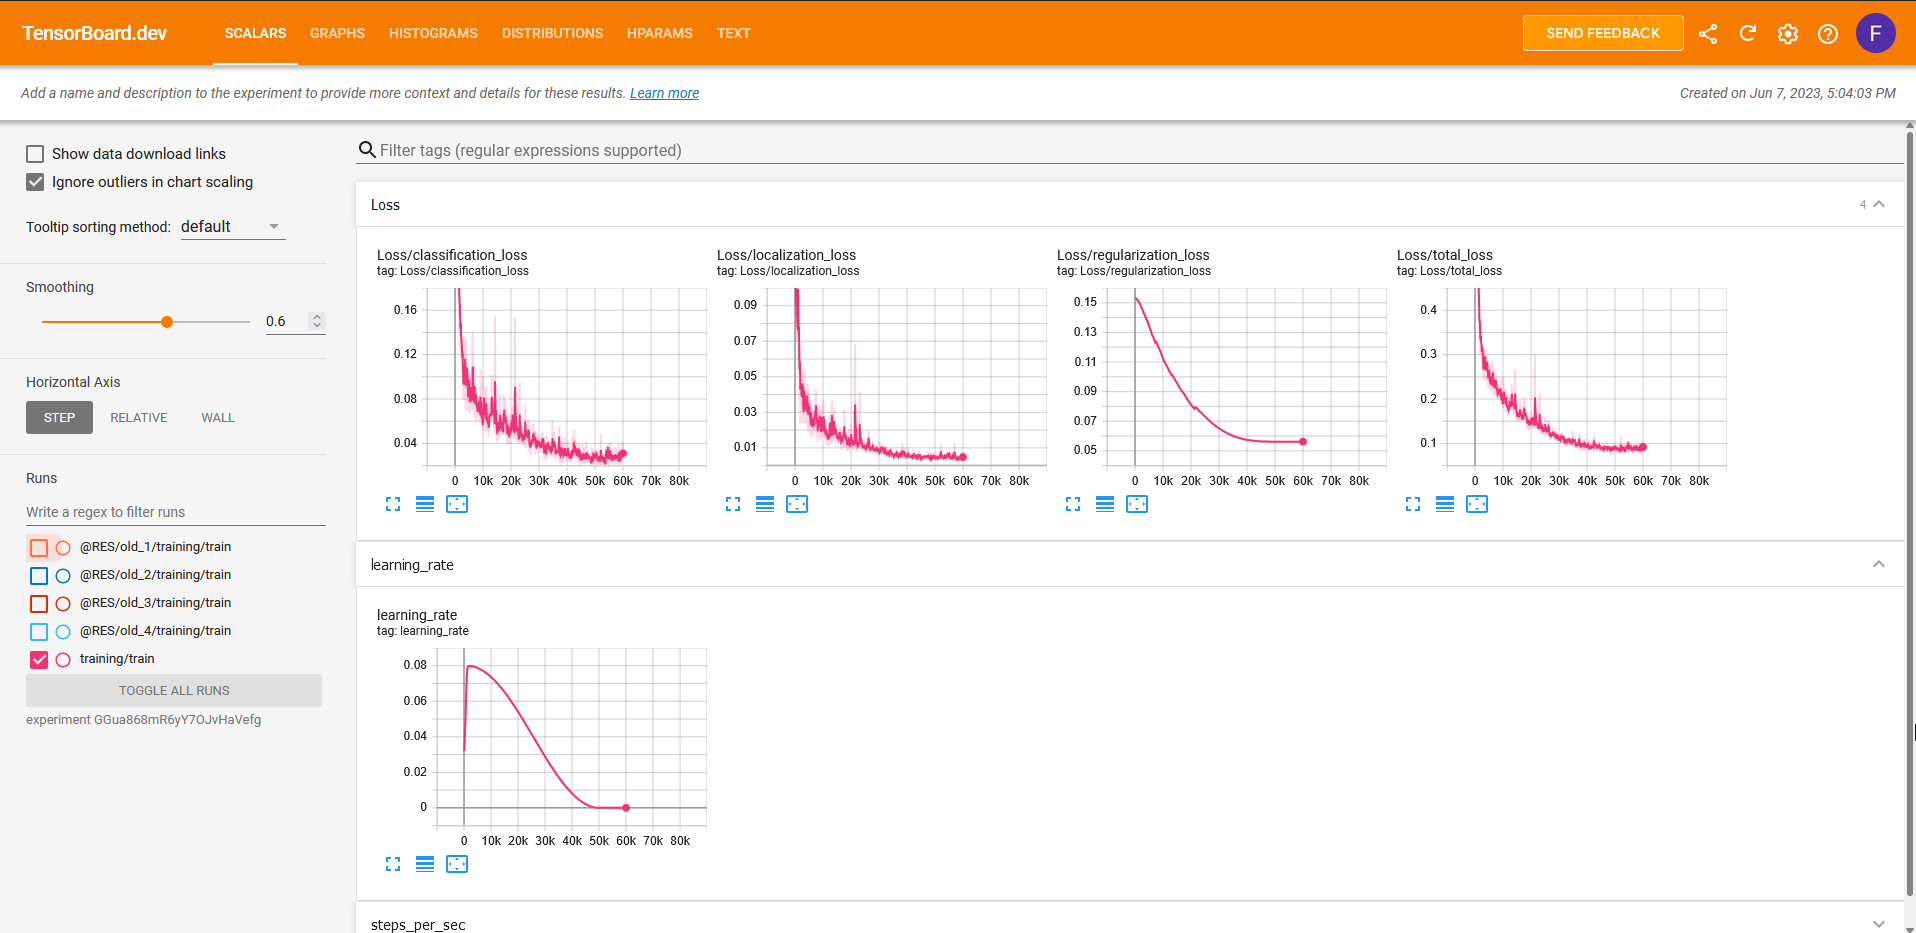 TensorBoard.dev SCALARS GRAPHS HISTOGRAMS DISTRIBUTIONS HPARAMS TEXT SEND FEEDBACK F
Add a name and description to the experiment to provide more context and details for these results. Learn more Created on Jun 7, 2023, 5:04:03 PM
Show data download links
Ignore outliers in chart scaling
Tooltip sorting method: default
Smoothing
0.6
Horizontal Axis
STEP RELATIVE WALL
Runs
Write a regex to filter runs
@RES/old_1/training/train
@RES/old_2/training/train
@RES/old_3/training/train
@RES/old_4/training/train
training/train
TOGGLE ALL RUNS
experiment GGua868mR6yY7OJvHaVefg
Filter tags (regular expressions supported)
Loss 4
Loss/classification_loss
tag: Loss/classification_loss
0.16
0.12
0.08
0.04
0 10k 20k 30k 40k 50k 60k 70k 80k
Loss/localization_loss
tag: Loss/localization_loss
0.09
0.07
0.05
0.03
0.01
0 10k 20k 30k 40k 50k 60k 70k 80k
Loss/regularization_loss
tag: Loss/regularization_loss
0.15
0.13
0.11
0.09
0.07
0.05
0 10k 20k 30k 40k 50k 60k 70k 80k
Loss/total_loss
tag: Loss/total_loss
0.4
0.3
0.2
0.1
0 10k 20k 30k 40k 50k 60k 70k 80k
learning_rate
learning_rate
tag: learning_rate
0.08
0.06
0.04
0.02
0
0 10k 20k 30k 40k 50k 60k 70k 80k
steps_per_sec